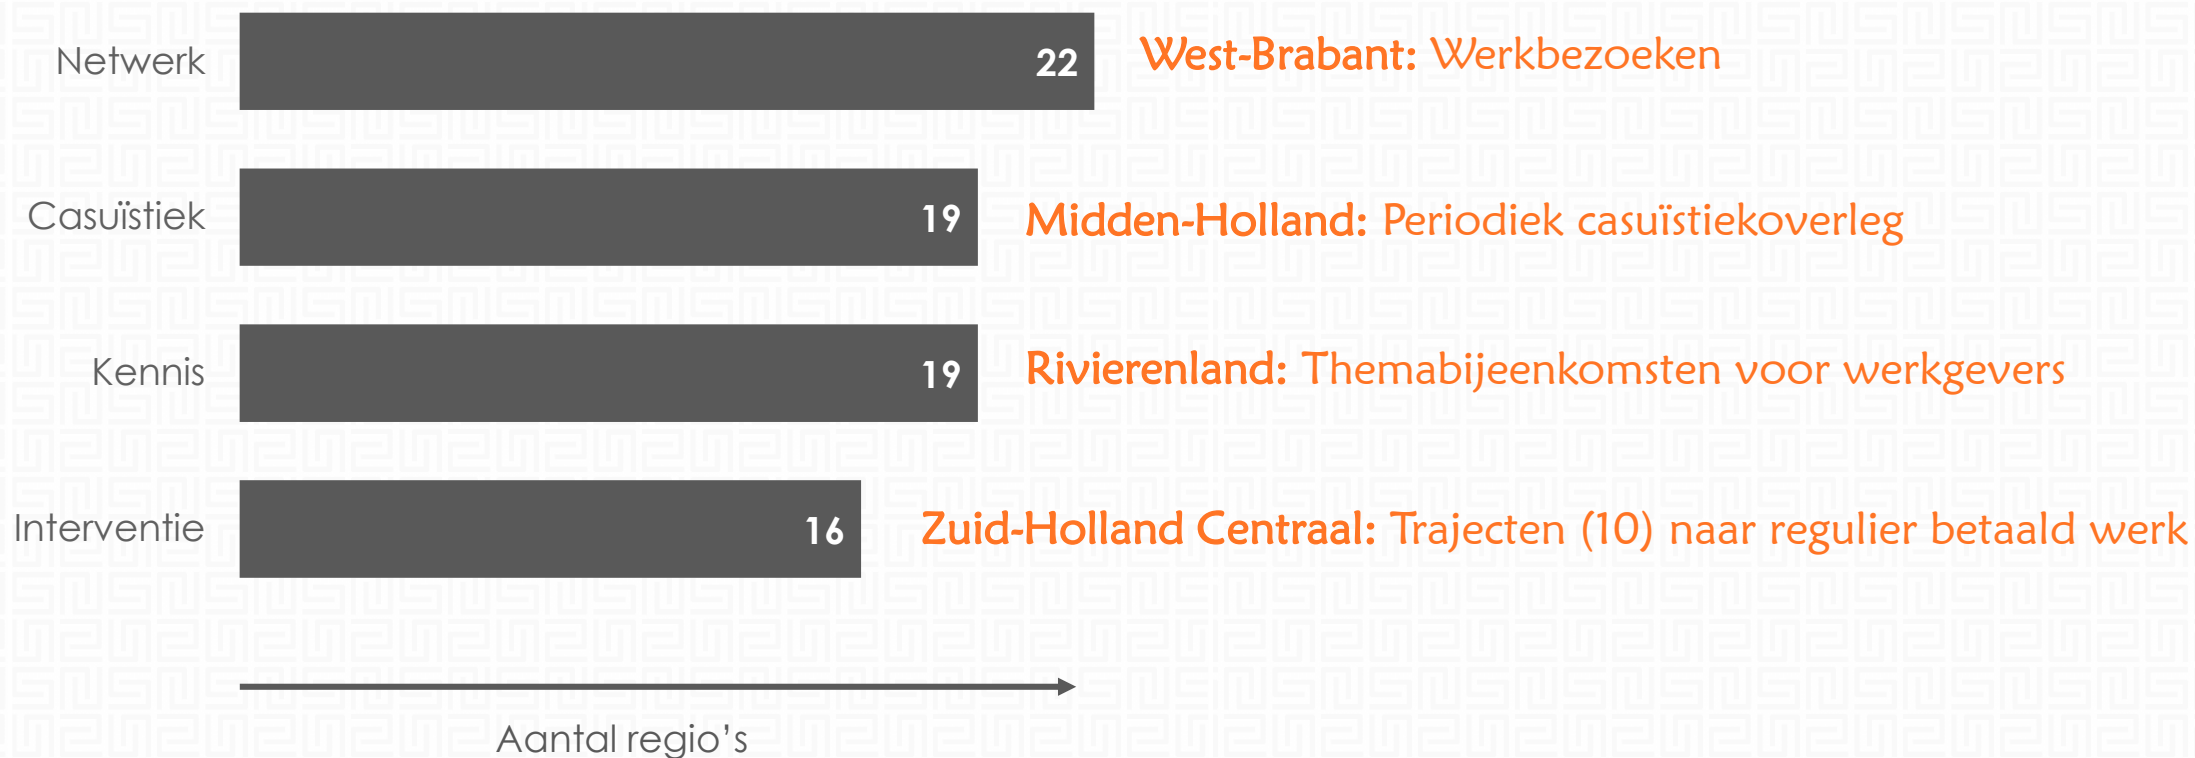 Netwerk 22 West-Brabant: Werkbezoeken
Casuïstiek 19 Midden-Holland: Periodiek casuïstiekoverleg
Kennis 19 Rivierenland: Themabijeenkomsten voor werkgevers
Interventie 16 Zuid-Holland Centraal: Trajecten (10) naar regulier betaald werk
Aantal regio’s